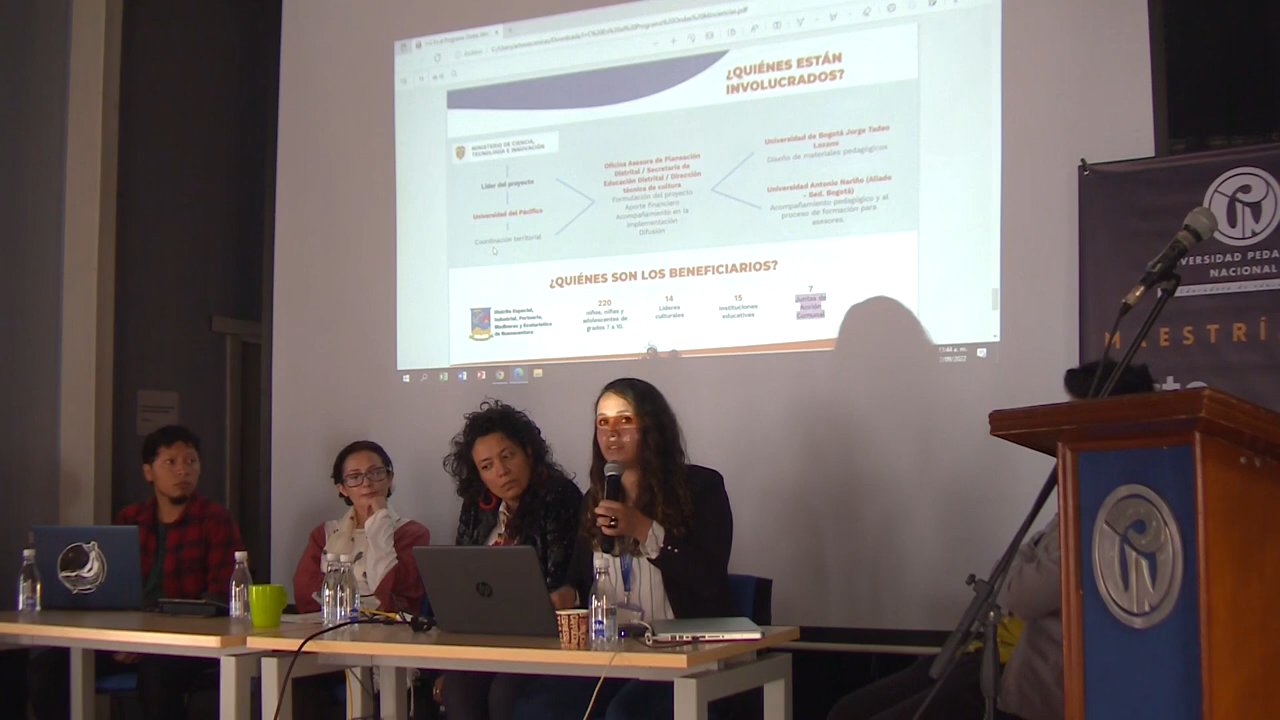 ¿QUIÉNES ESTÁN
INVOLUCRADOS?
MINISTERIO DE CIENCIA,
TECNOLOGÍA E INNOVACIÓN
Líder del proyecto
Universidad del Pacífico
Coordinación territorial
Oficina Asesora de Planeación
Distrital / Secretaría de
Educación Distrital / Dirección
técnica de cultura
Formulación del proyecto
Aporte financiero
Acompañamiento en la
implementación
Difusión
Universidad de Bogotá Jorge Tadeo
Lozano
Diseño de materiales pedagógicos
Universidad Antonio Nariño (Aliado
- Sed. Bogotá)
Acompañamiento pedagógico y al
proceso de formación para
asesores.
¿QUIÉNES SON LOS BENEFICIARIOS?
Distrito Especial,
Industrial, Portuario,
Biodiverso y Ecoturístico
de Buenaventura
220
niños, niñas y
adolescentes de
grados 7 a 10.
14
Líderes
culturales
15
Instituciones
educativas
7
Juntas de
Acción
Comunal
11:44 a. m.
UNIVERSIDAD PEDA
NACIONAL
MAESTRÍ
hp